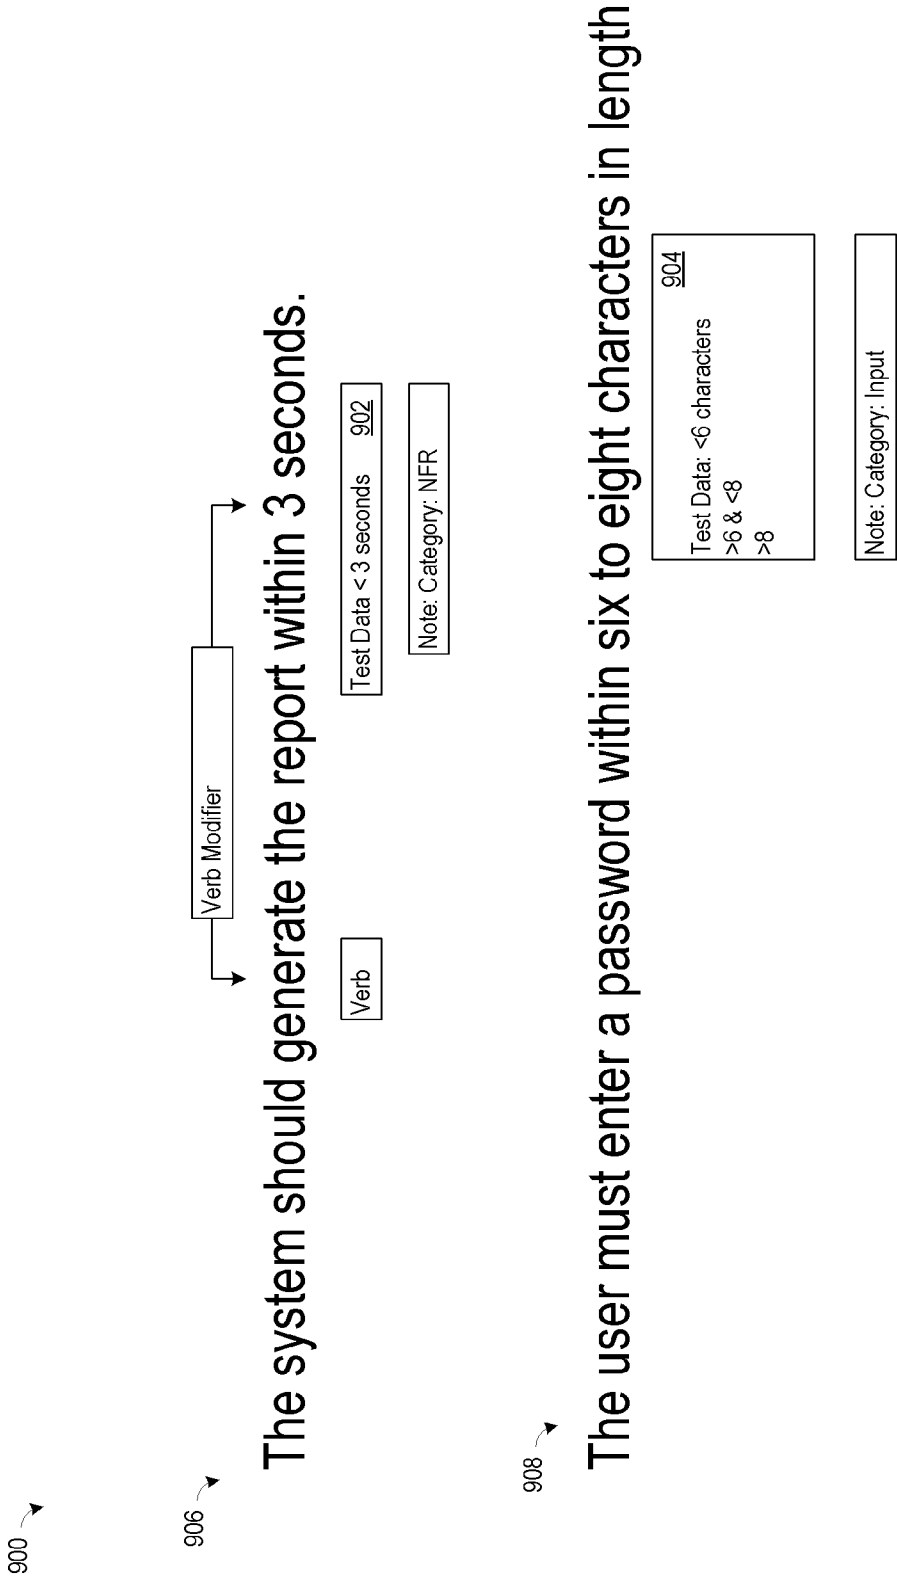 900
906
Verb Modifier
The system should generate the report within 3 seconds.
Verb
Test Data < 3 seconds 902
Note: Category: NFR
908
The user must enter a password within six to eight characters in length
904
Test Data: <6 characters
>6 & <8
>8
Note: Category: Input